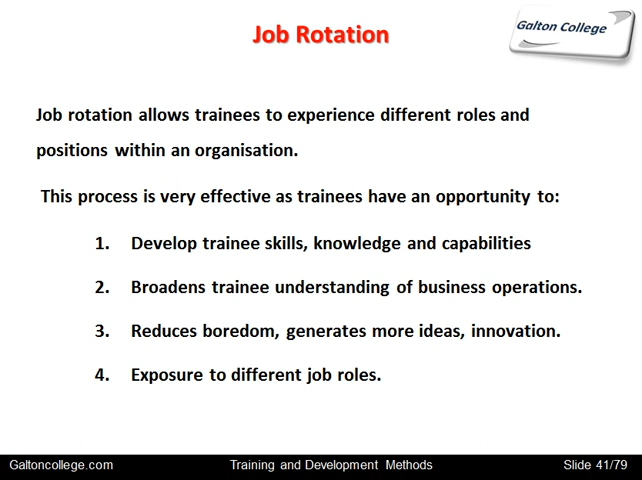 Job Rotation
Galton College
Job rotation allows trainees to experience different roles and
positions within an organisation.
This process is very effective as trainees have an opportunity to:
1. Develop trainee skills, knowledge and capabilities
2. Broadens trainee understanding of business operations.
3. Reduces boredom, generates more ideas, innovation.
4. Exposure to different job roles.
Galtoncollege.com Training and Development Methods Slide 41/79